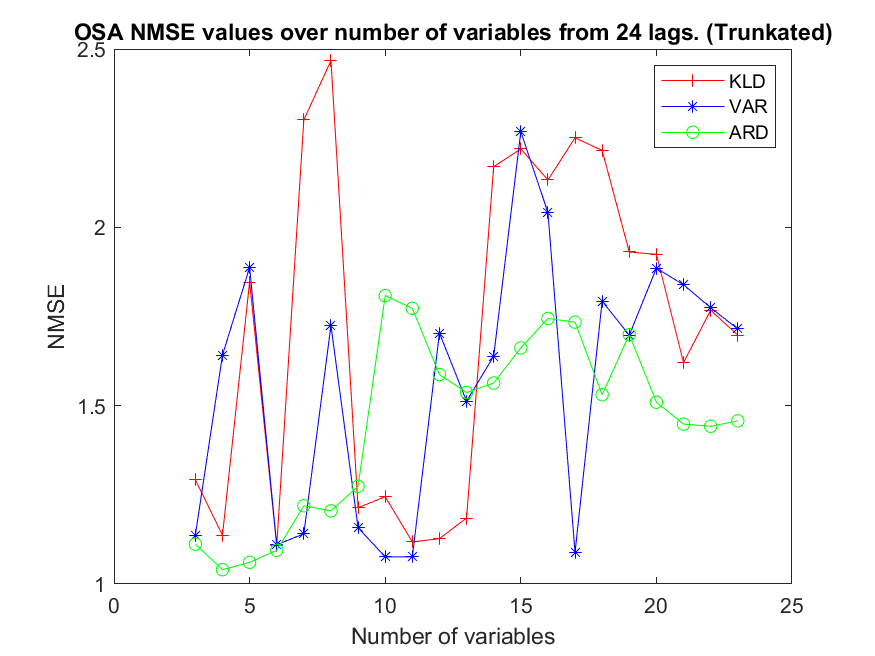 OSA NMSE values over number of variables from 24 lags. (Trunkated)
2.5
2
1.5
1
NMSE
0
5
10
15
20
25
Number of variables
KLD
VAR
ARD